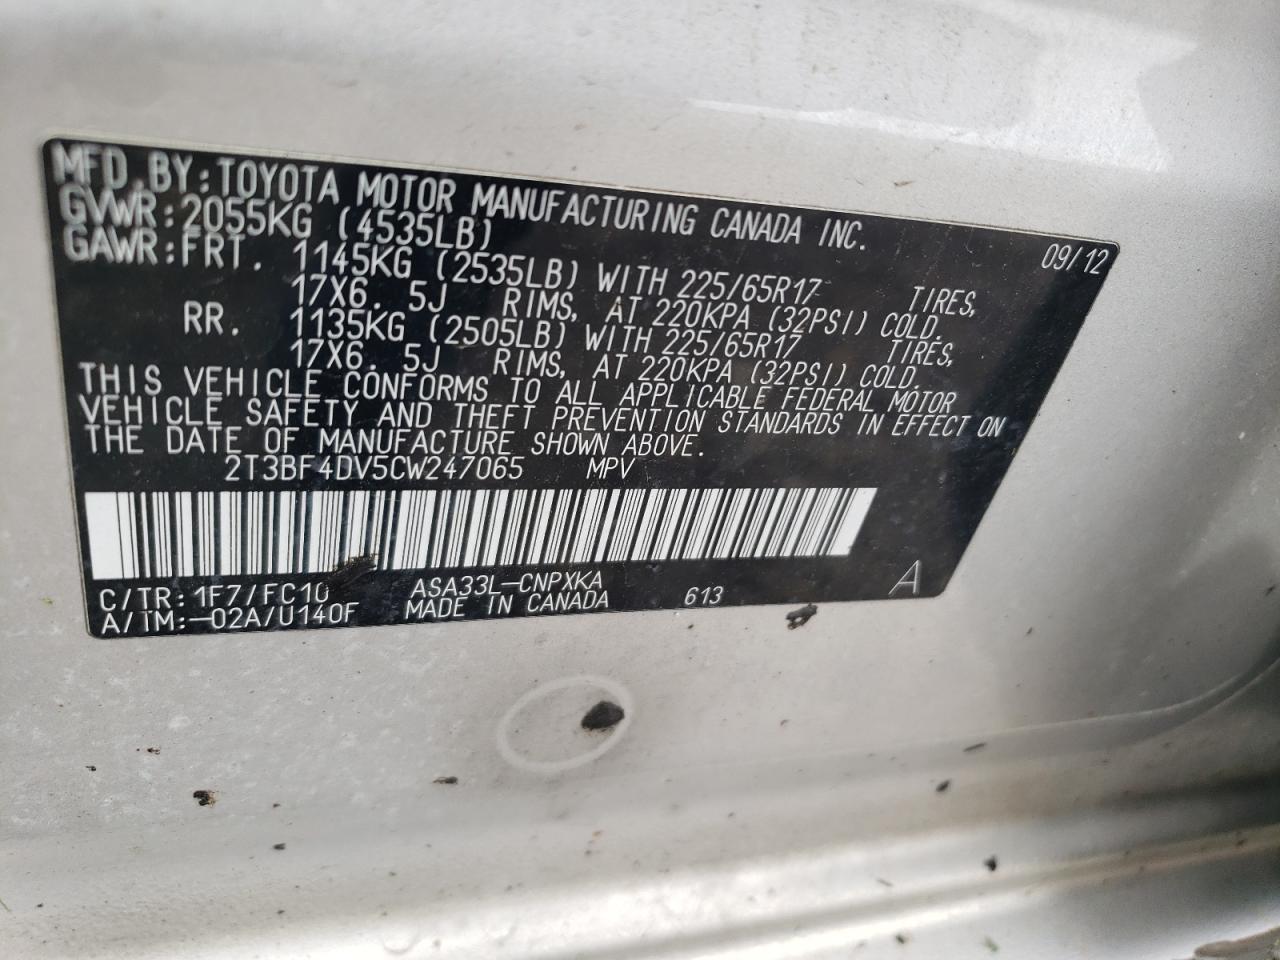 MFD.BY:TOYOTA MOTOR MANUFACTURING CANADA INC.
GVWR:2055KG (4535LB) 09/12
GAWR:FRT. 1145KG (2535LB) WITH 225/65R17 TIRES,
17X6. 5J RIMS, AT 220KPA (32PSI) COLD.
RR. 1135KG (2505LB) WITH 225/65R17 TIRES,
17X6. 5J RIMS, AT 220KPA (32PSI) COLD.
THIS VEHICLE CONFORMS TO ALL APPLICABLE FEDERAL MOTOR
VEHICLE SAFETY AND THEFT PREVENTION STANDARDS IN EFFECT ON
THE DATE OF MANUFACTURE SHOWN ABOVE.
2T3BF4DV5CW247065 MPV
C/TR:1F7/FC10 ASA33L-CNPXKA 613 A
A/TM:-02A/U140F MADE IN CANADA